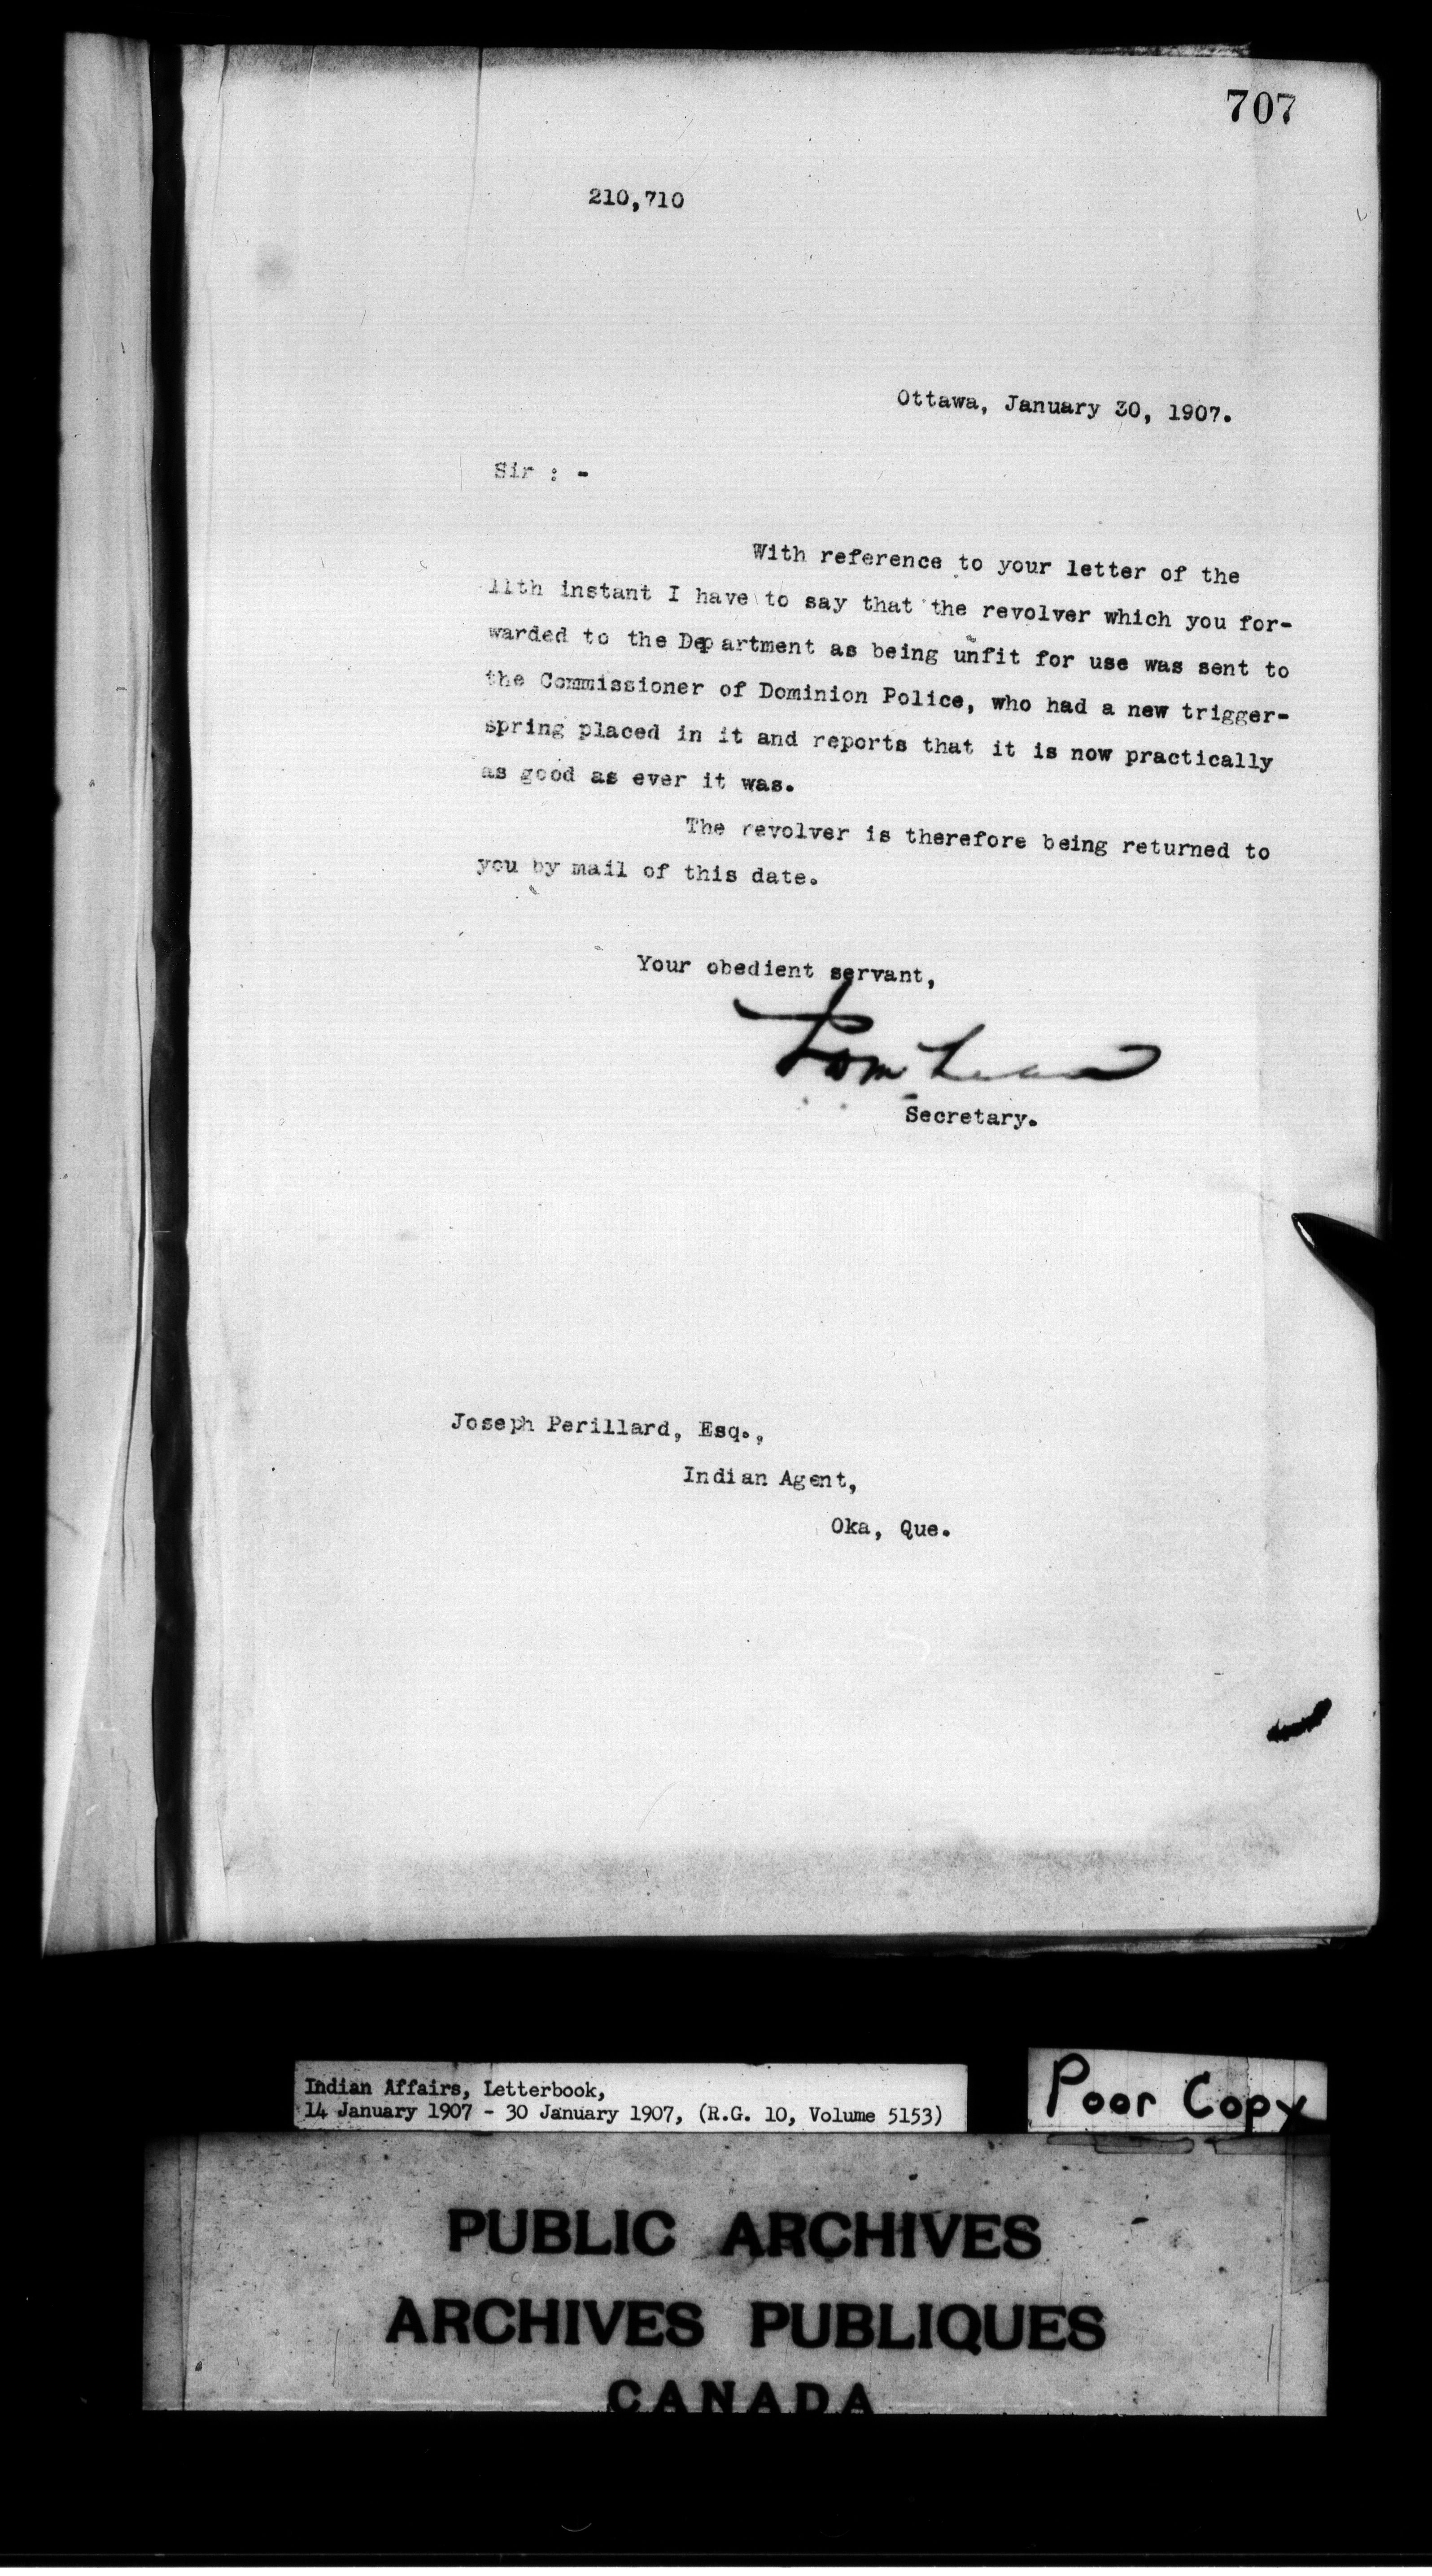 707
210,710
Ottawa, January 30, 1907.
Sir : -
With reference to your letter of the
11th instant I have to say that the revolver which you for-
warded to the Department as being unfit for use was sent to
the Commissioner of Dominion Police, who had a new trigger-
spring placed in it and reports that it is now practically
as good as ever it was.
The revolver is therefore being returned to
you by mail of this date.
Your obedient servant,
Secretary.
Joseph Perillard, Esq.,
Indian Agent,
Oka, Que.
Indian Affairs, Letterbook,
14 January 1907 - 30 January 1907, (R.G. 10, Volume 5153)
Poor Copy
PUBLIC ARCHIVES
ARCHIVES PUBLIQUES
CANADA